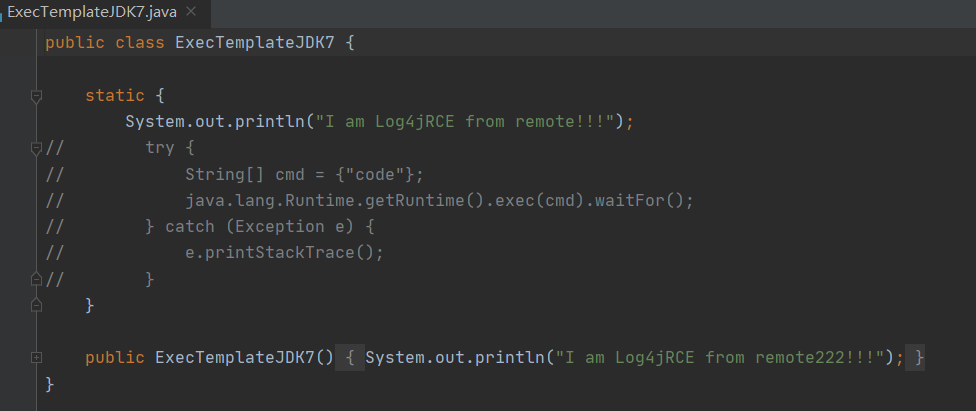 ExecTemplateJDK7.java
public class ExecTemplateJDK7 {
static {
System.out.println("I am Log4jRCE from remote!!!");
// try {
// String[] cmd = {"code"};
// java.lang.Runtime.getRuntime().exec(cmd).waitFor();
// } catch (Exception e) {
// e.printStackTrace();
// }
}
public ExecTemplateJDK7() { System.out.println("I am Log4jRCE from remote222!!!"); }
}